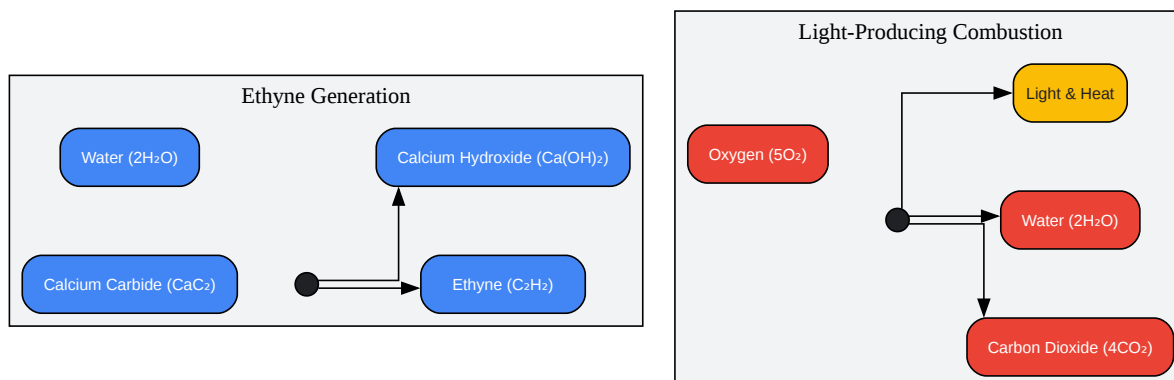 Ethyne Generation
Water (2H₂O)
Calcium Hydroxide (Ca(OH)₂)
Calcium Carbide (CaC₂)
Ethyne (C₂H₂)
Light-Producing Combustion
Light & Heat
Oxygen (5O₂)
Water (2H₂O)
Carbon Dioxide (4CO₂)